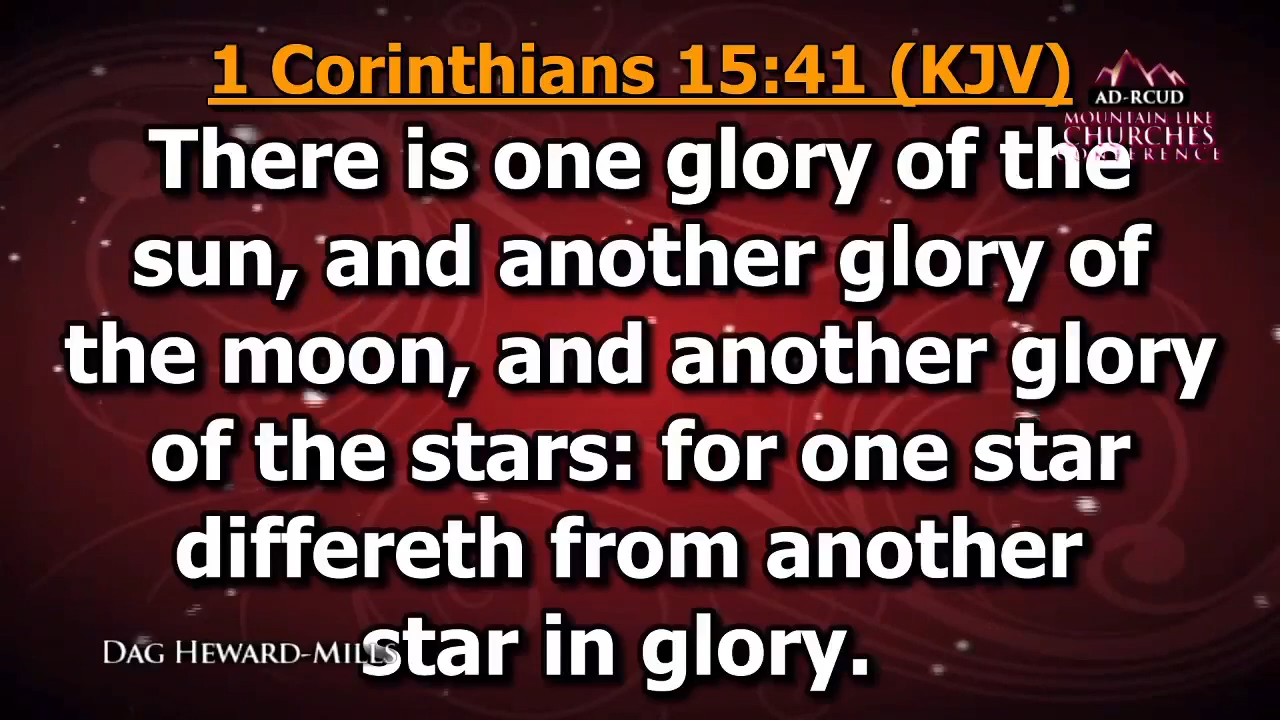 1 Corinthians 15:41 (KJV)
AD-RCUD
MOUNTAIN LIKE
CHURCHES
CONFERENCE
There is one glory of the
sun, and another glory of
the moon, and another glory
of the stars: for one star
differeth from another
star in glory.
DAG HEWARD-MILLS